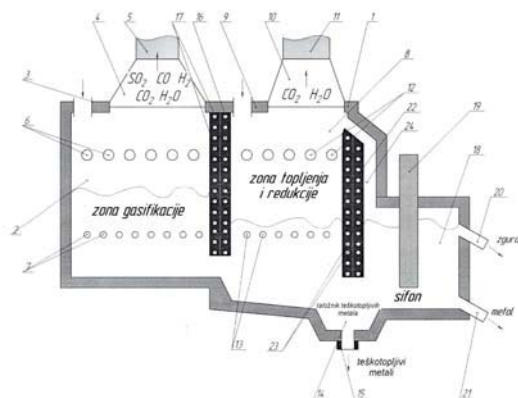 17 16 9 11 1
4 5 10
3
SO₂ CO H₂
CO₂ H₂O
CO₂ H₂O
8
12
22
24
19
6
zona topljenja
i redukcije
18
2
zona gasifikacije
20
zgura
7
sifon
taložnik teškotopljivih
metala
metal
13
23
14
15
21
teškotopljivi
metali